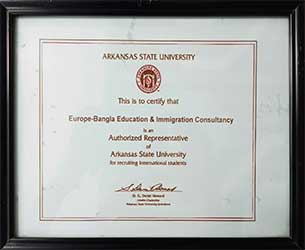 ARKANSAS STATE UNIVERSITY
This is to certify that
Europe-Bangla Education & Immigration Consultancy
is an
Authorized Representative
of
Arkansas State University
for recruiting international students